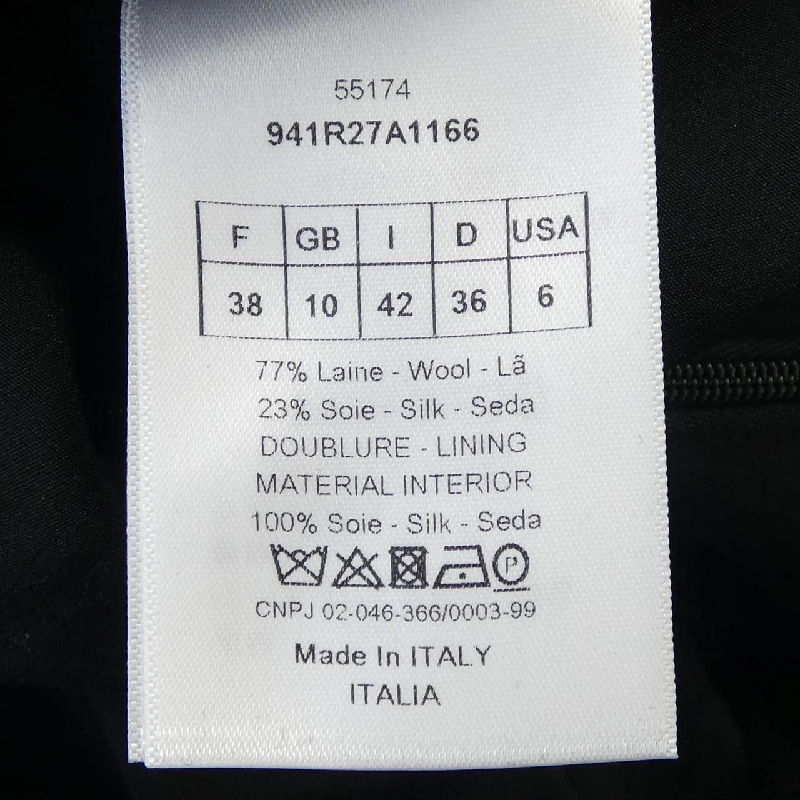 55174
941R27A1166
F GB I D USA
38 10 42 36 6
77% Laine - Wool - Lã
23% Soie - Silk - Seda
DOUBLURE - LINING
MATERIAL INTERIOR
100% Soie - Silk - Seda
P
CNPJ 02-046-366/0003-99
Made In ITALY
ITALIA